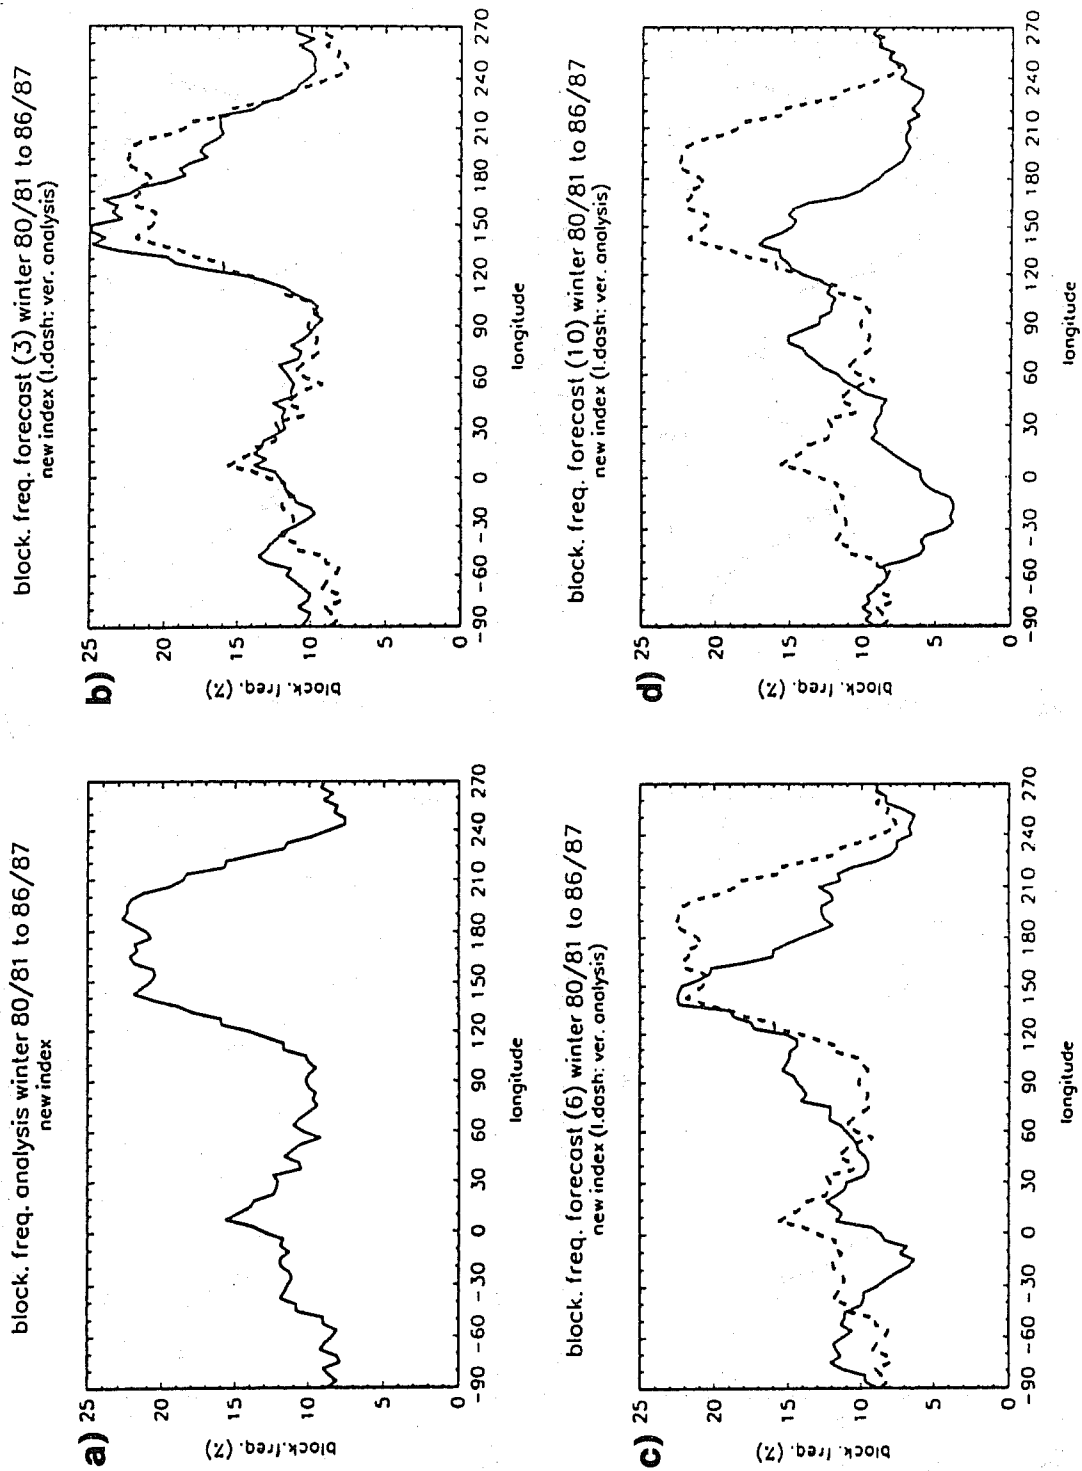 a)
block. freq. analysis winter 80/81 to 86/87
new index
block. freq. (%)
25
20
15
10
5
0
-90 -60 -30 0 30 60 90 120 150 180 210 240 270
longitude
b)
block. freq. forecast (3) winter 80/81 to 86/87
new index (l.dash: ver. analysis)
block. freq. (%)
25
20
15
10
5
0
-90 -60 -30 0 30 60 90 120 150 180 210 240 270
longitude
c)
block. freq. forecast (6) winter 80/81 to 86/87
new index (l.dash: ver. analysis)
block. freq. (%)
25
20
15
10
5
0
-90 -60 -30 0 30 60 90 120 150 180 210 240 270
longitude
d)
block. freq. forecast (10) winter 80/81 to 86/87
new index (l.dash: ver. analysis)
block. freq. (%)
25
20
15
10
5
0
-90 -60 -30 0 30 60 90 120 150 180 210 240 270
longitude